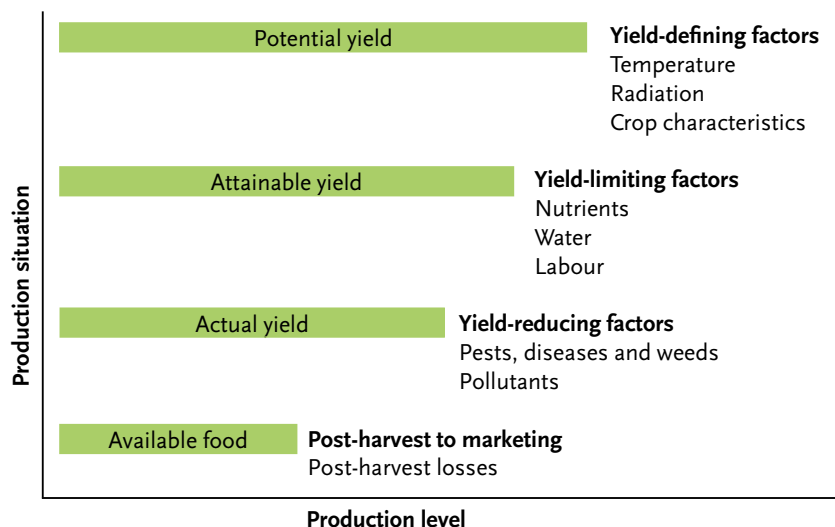 Potential yield
Yield-defining factors
Temperature
Radiation
Crop characteristics
Attainable yield
Yield-limiting factors
Nutrients
Water
Labour
Actual yield
Yield-reducing factors
Pests, diseases and weeds
Pollutants
Available food
Post-harvest to marketing
Post-harvest losses
Production situation
Production level